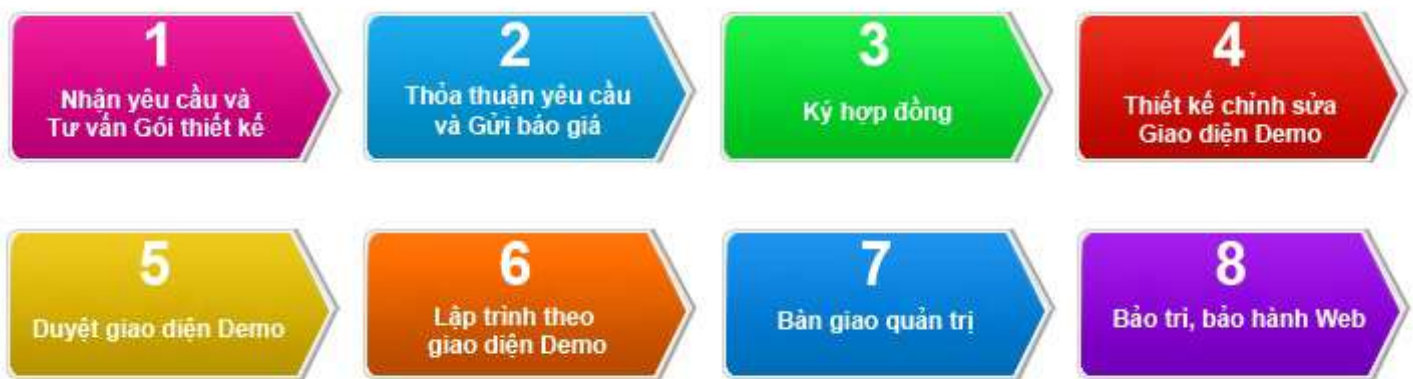 1
Nhận yêu cầu và
Tư vấn Gói thiết kế
2
Thỏa thuận yêu cầu
và Gửi báo giá
3
Ký hợp đồng
4
Thiết kế chỉnh sửa
Giao diện Demo
5
Duyệt giao diện Demo
6
Lập trình theo
giao diện Demo
7
Bàn giao quản trị
8
Bảo trì, bảo hành Web